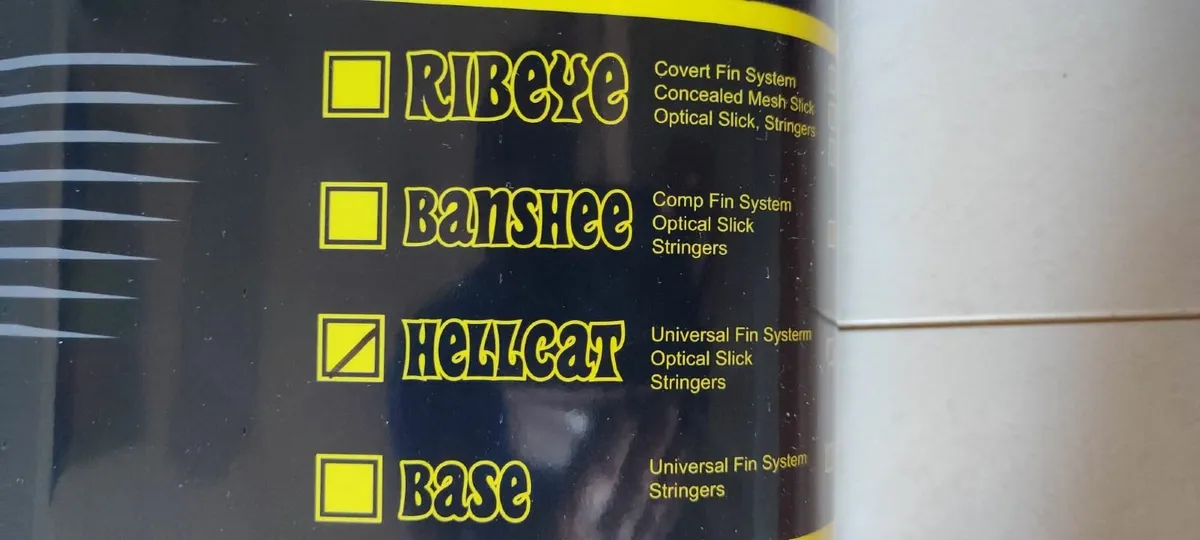 RIBEYE
Covert Fin System
Concealed Mesh Slick
Optical Slick, Stringers
BANSHEE
Comp Fin System
Optical Slick
Stringers
HELLCAT
Universal Fin Systerm
Optical Slick
Stringers
BASE
Universal Fin System
Stringers